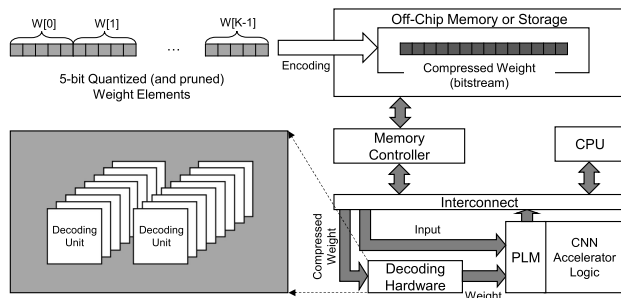 W[0]
W[1]
...
W[K-1]
5-bit Quantized (and pruned)
Weight Elements
Encoding
Off-Chip Memory or Storage
Compressed Weight
(bitstream)
Memory
Controller
CPU
Interconnect
Compressed
Weight
Input
Decoding
Unit
Decoding
Unit
Decoding
Hardware
Weight
PLM
CNN
Accelerator
Logic